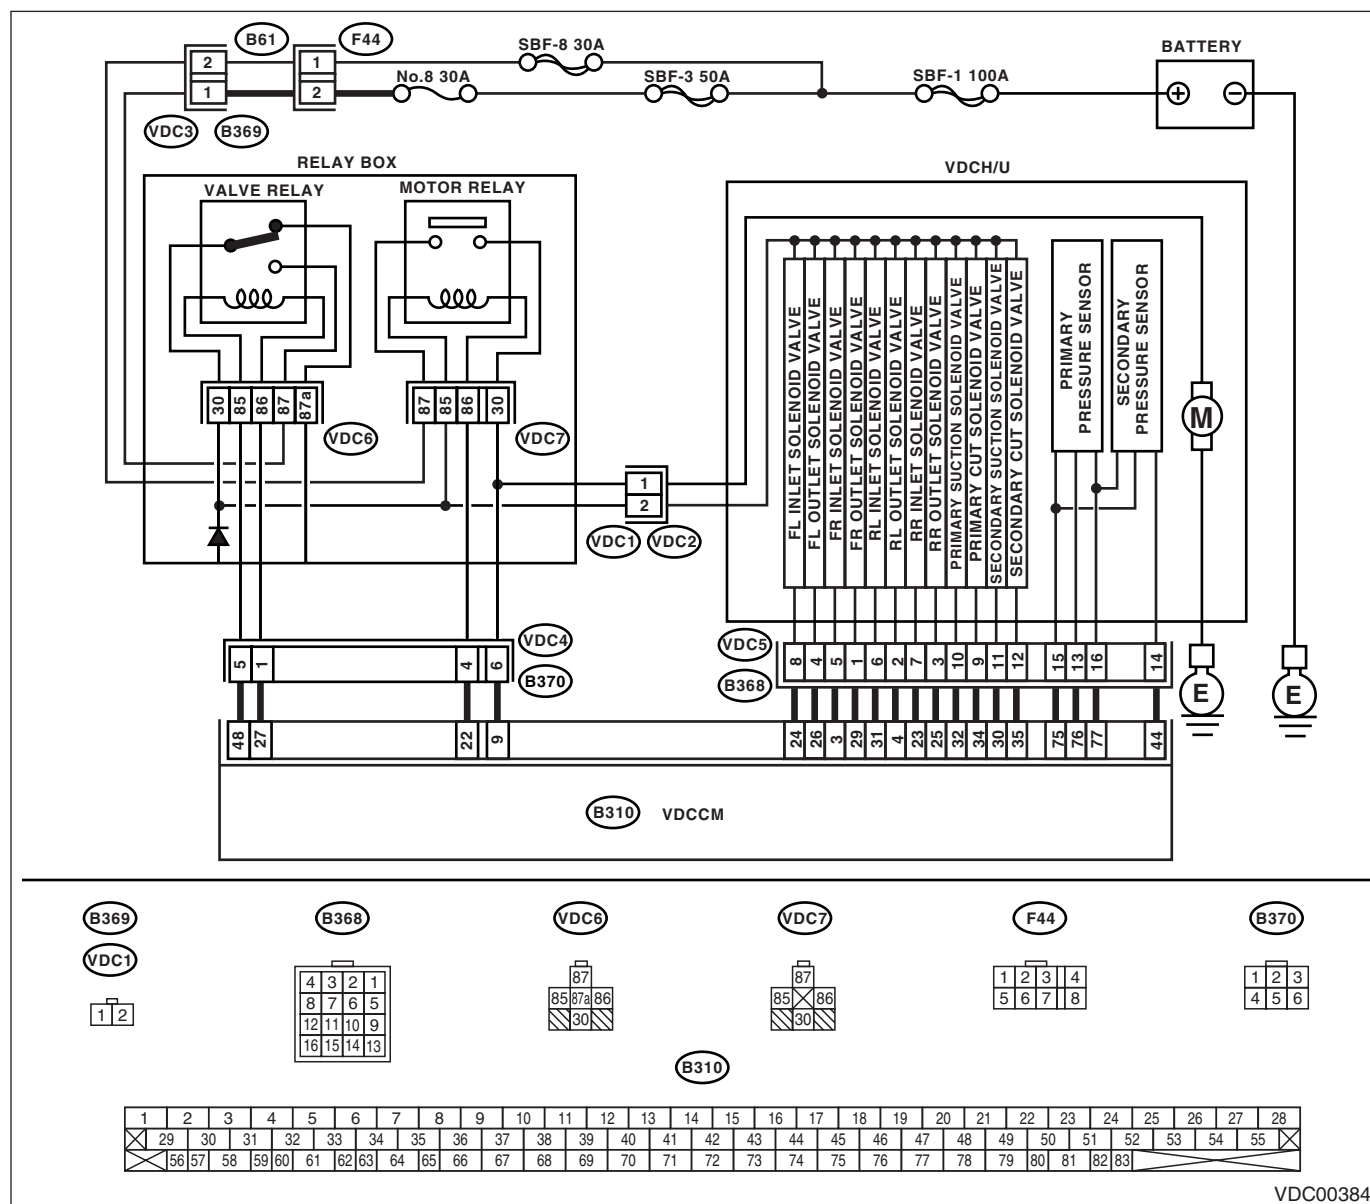 B61
F44
SBF-8 30A
BATTERY
2
1
No.8 30A
SBF-3 50A
SBF-1 100A
1
2
VDC3
B369
RELAY BOX
VDCH/U
VALVE RELAY
MOTOR RELAY
FL INLET SOLENOID VALVE
FL OUTLET SOLENOID VALVE
FR INLET SOLENOID VALVE
FR OUTLET SOLENOID VALVE
RL INLET SOLENOID VALVE
RL OUTLET SOLENOID VALVE
RR INLET SOLENOID VALVE
RR OUTLET SOLENOID VALVE
PRIMARY SUCTION SOLENOID VALVE
PRIMARY CUT SOLENOID VALVE
SECONDARY SUCTION SOLENOID VALVE
SECONDARY CUT SOLENOID VALVE
PRIMARY
PRESSURE SENSOR
SECONDARY
PRESSURE SENSOR
M
30 85 86 87 87a
87 85 86 30
VDC6
VDC7
1
2
VDC1
VDC2
VDC4
VDC5
5 1 4 6
8 4 5 1 6 2 7 3 10 9 11 12 15 13 16 14
B370
B368
E
E
48 27 22 9
24 26 3 29 31 4 23 25 32 34 30 35 75 76 77 44
B310
VDCCM
B369
B368
VDC6
VDC7
F44
B370
VDC1
1 2
4 3 2 1
8 7 6 5
12 11 10 9
16 15 14 13
87
85 87a 86
30
87
85 86
30
1 2 3 4
5 6 7 8
1 2 3
4 5 6
B310
1 2 3 4 5 6 7 8 9 10 11 12 13 14 15 16 17 18 19 20 21 22 23 24 25 26 27 28
29 30 31 32 33 34 35 36 37 38 39 40 41 42 43 44 45 46 47 48 49 50 51 52 53 54 55
56 57 58 59 60 61 62 63 64 65 66 67 68 69 70 71 72 73 74 75 76 77 78 79 80 81 82 83
VDC00384